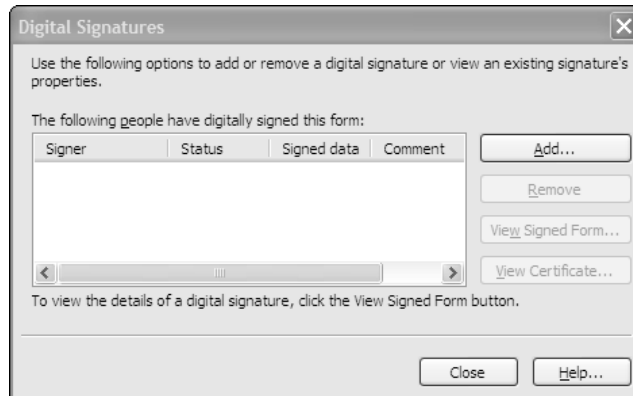 Digital Signatures
Use the following options to add or remove a digital signature or view an existing signature's
properties.
The following people have digitally signed this form:
Signer Status Signed data Comment
Add...
Remove
View Signed Form...
View Certificate...
To view the details of a digital signature, click the View Signed Form button.
Close Help...